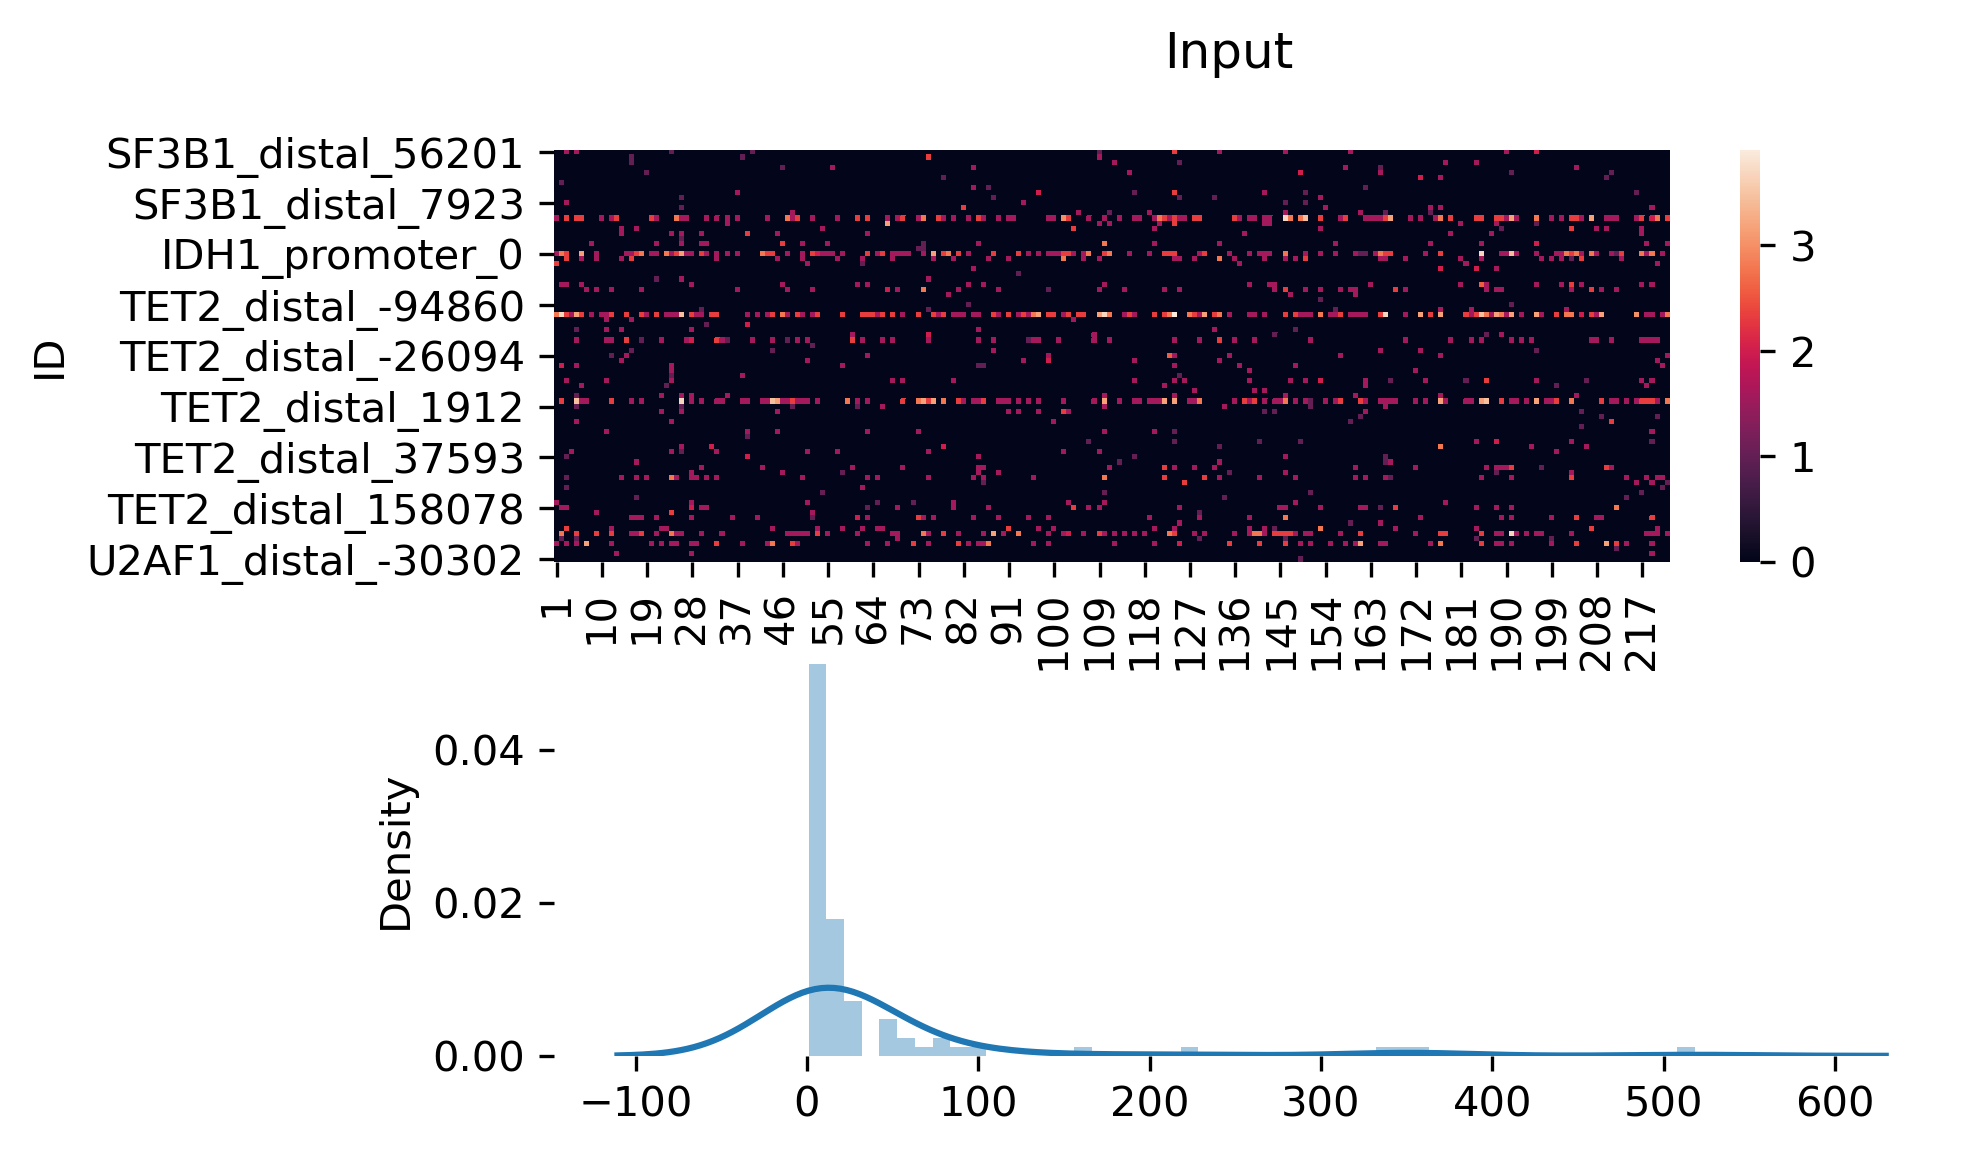 Input
ID
SF3B1_distal_56201
SF3B1_distal_7923
IDH1_promoter_0
TET2_distal_-94860
TET2_distal_-26094
TET2_distal_1912
TET2_distal_37593
TET2_distal_158078
U2AF1_distal_-30302
3
2
1
0
1 10 19 28 37 46 55 64 73 82 91 100 109 118 127 136 145 154 163 172 181 190 199 208 217
Density
0.04
0.02
0.00
−100 0 100 200 300 400 500 600